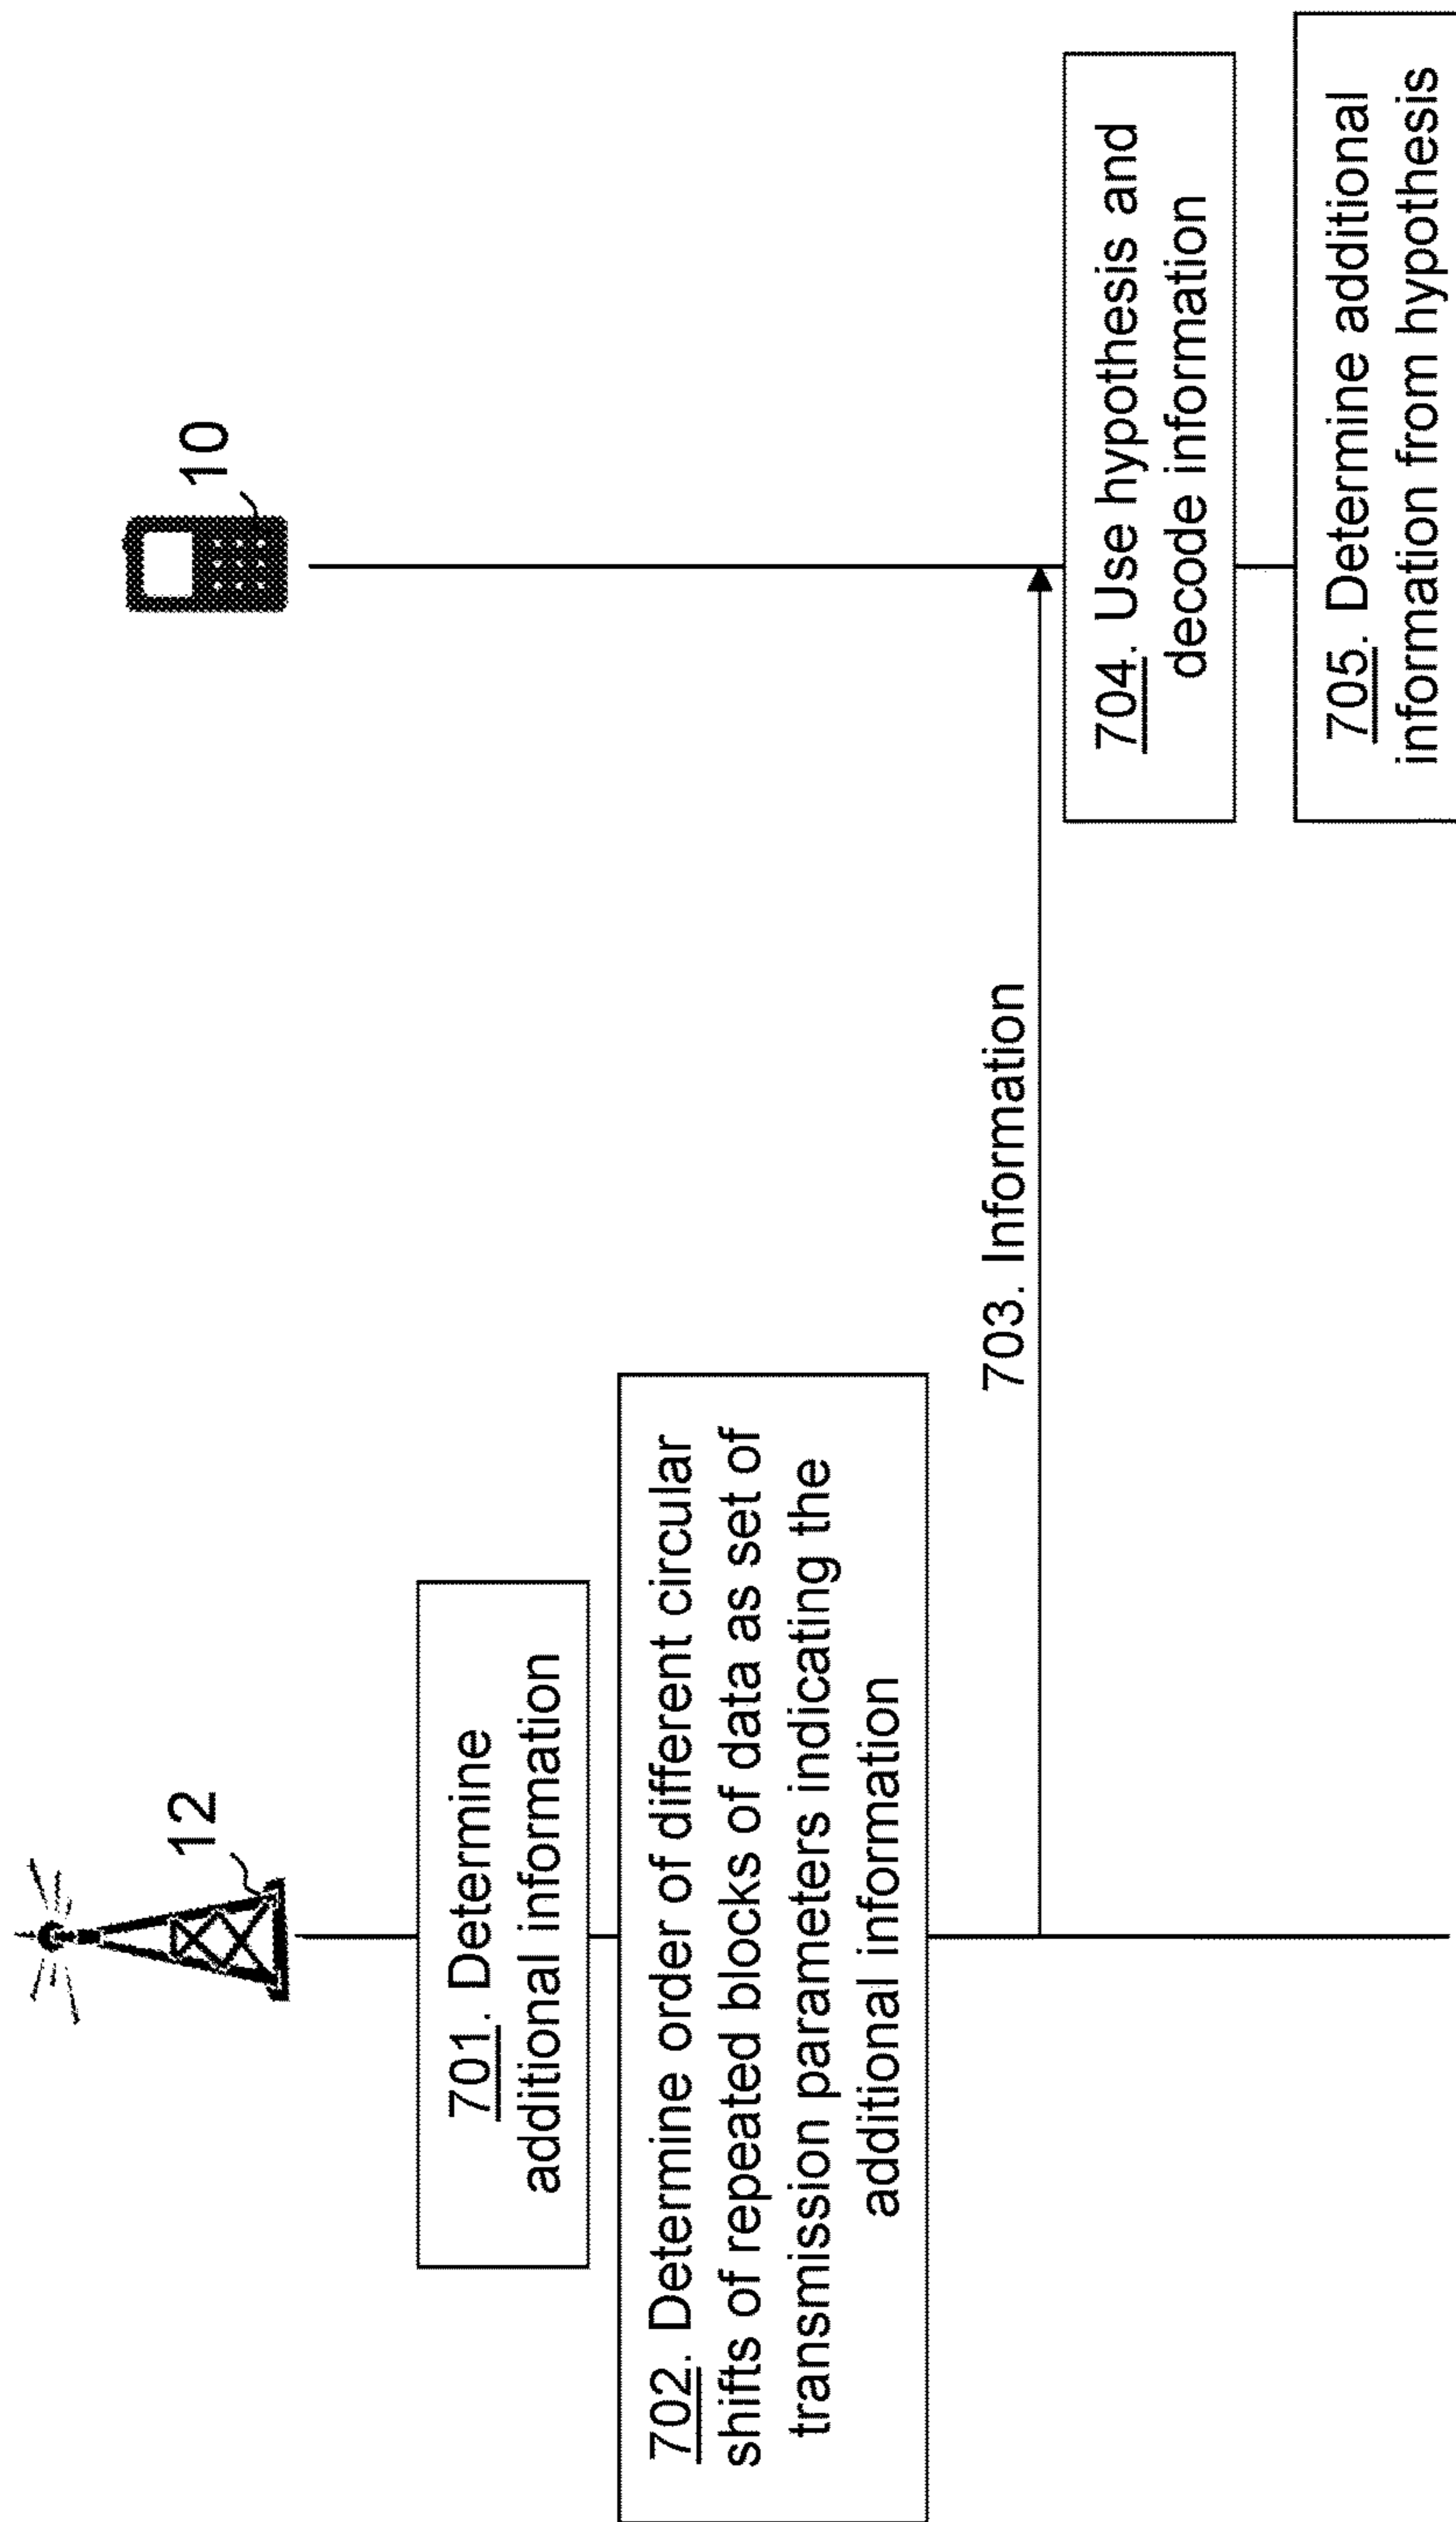 12
10
701. Determine
additional information
702. Determine order of different circular
shifts of repeated blocks of data as set of
transmission parameters indicating the
additional information
703. Information
704. Use hypothesis and
decode information
705. Determine additional
information from hypothesis